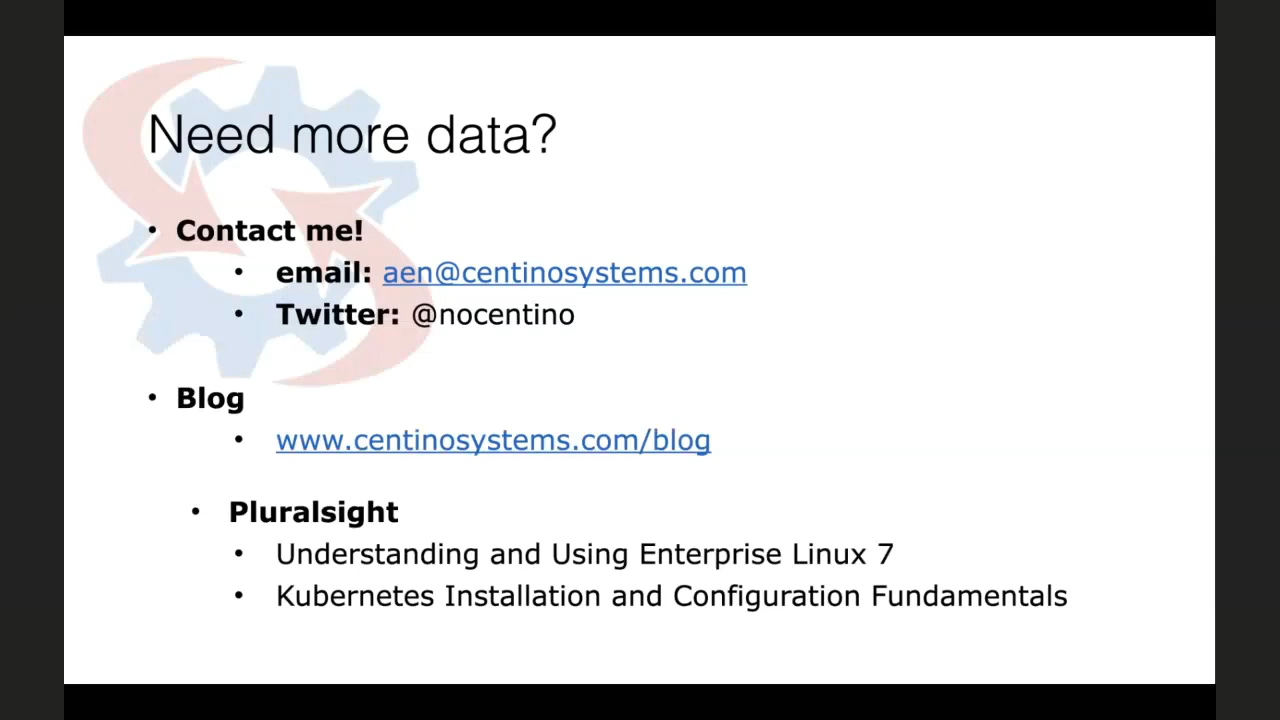 Need more data?
• Contact me!
• email: aen@centinosystems.com
• Twitter: @nocentino
• Blog
• www.centinosystems.com/blog
• Pluralsight
• Understanding and Using Enterprise Linux 7
• Kubernetes Installation and Configuration Fundamentals